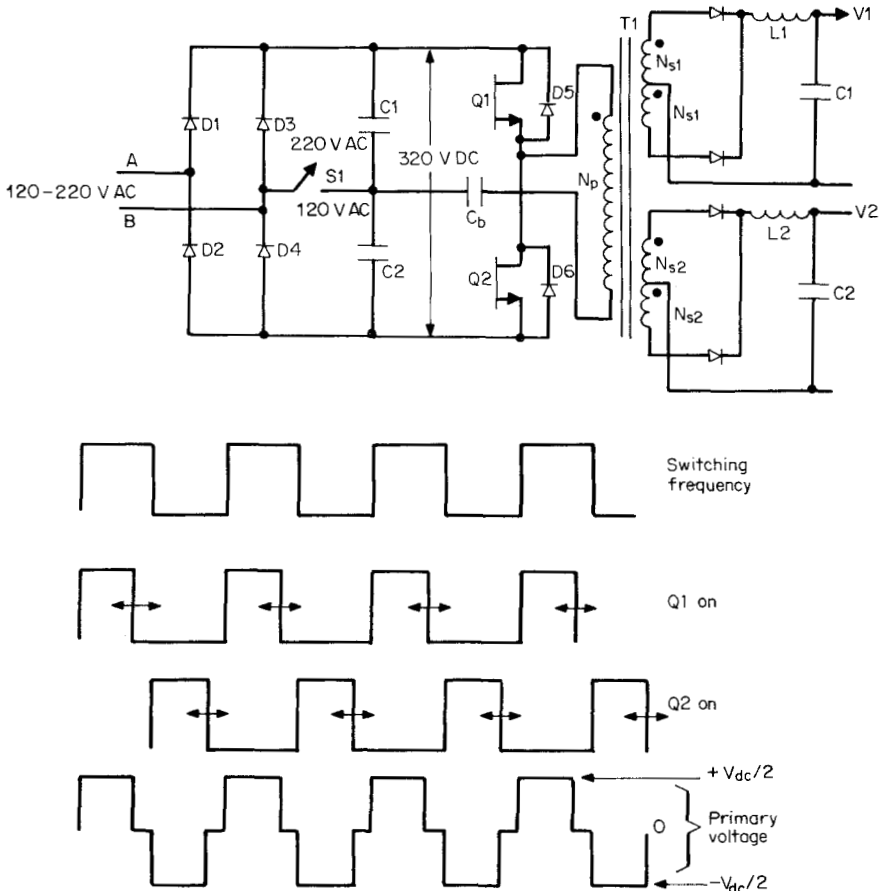 T1
L1
V1
Ns1
Ns1
C1
D1
D3
C1
Q1
D5
220 V AC
A
S1
320 V DC
120–220 V AC
120 V AC
Cb
Np
B
D2
D4
C2
Q2
D6
L2
V2
Ns2
Ns2
C2
Switching
frequency
Q1 on
Q2 on
+ Vdc/2
0
Primary
voltage
−Vdc/2